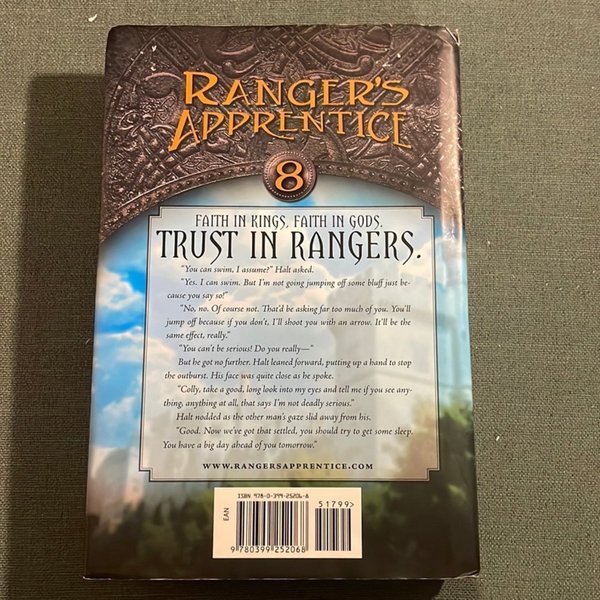 RANGER'S
APPRENTICE
8
FAITH IN KINGS, FAITH IN GODS,
TRUST IN RANGERS.
"You can swim, I assume?" Halt asked.
"Yes. I can swim. But I'm not going jumping off some bluff just be-
cause you say so!"
"No, no. Of course not. That'd be asking far too much of you. You'll
jump off because if you don't, I'll shoot you with an arrow. It'll be the
same effect, really."
"You can't be serious! Do you really—"
But he got no further. Halt leaned forward, putting up a hand to stop
the outburst. His face was quite close as he spoke.
"Colly, take a good, long look into my eyes and tell me if you see any-
thing, anything at all, that says I'm not deadly serious."
Halt nodded as the other man's gaze slid away from his.
"Good. Now we've got that settled, you should try to get some sleep.
You have a big day ahead of you tomorrow."
WWW.RANGERSAPPRENTICE.COM
ISBN 978-0-399-25206-8
51799>
EAN
9 780399 252068